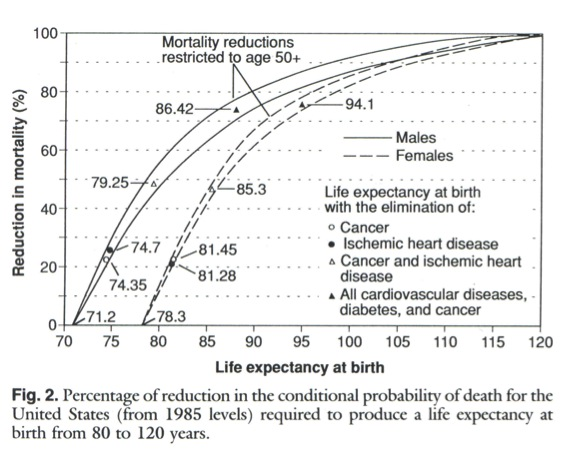 100
80
60
40
20
0
Reduction in mortality (%)
Mortality reductions
restricted to age 50+
86.42
94.1
79.25
85.3
74.7
74.35
81.45
81.28
71.2
78.3
Males
Females
Life expectancy at birth
with the elimination of:
Cancer
Ischemic heart disease
Cancer and ischemic heart
disease
All cardiovascular diseases,
diabetes, and cancer
70 75 80 85 90 95 100 105 110 115 120
Life expectancy at birth
Fig. 2. Percentage of reduction in the conditional probability of death for the
United States (from 1985 levels) required to produce a life expectancy at
birth from 80 to 120 years.